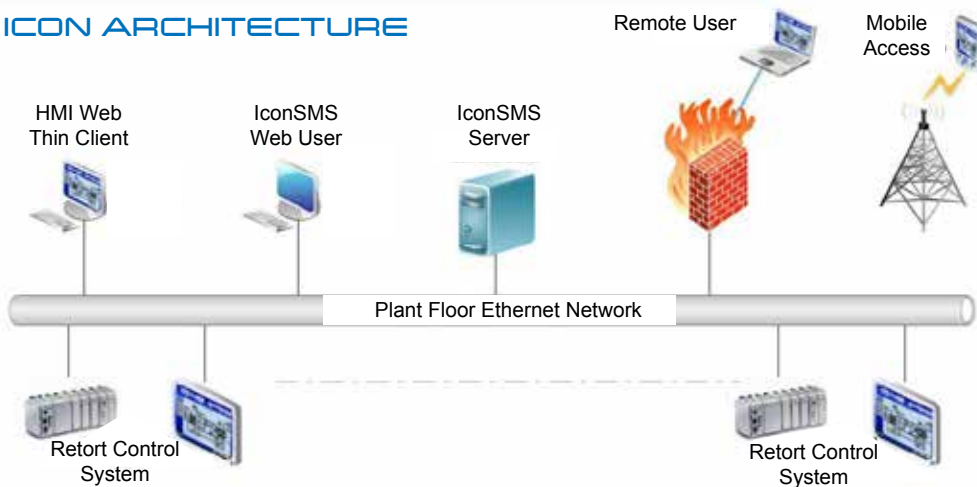 ICON ARCHITECTURE
Remote User
Mobile
Access
HMI Web
Thin Client
IconSMS
Web User
IconSMS
Server
Plant Floor Ethernet Network
Retort Control
System
Retort Control
System